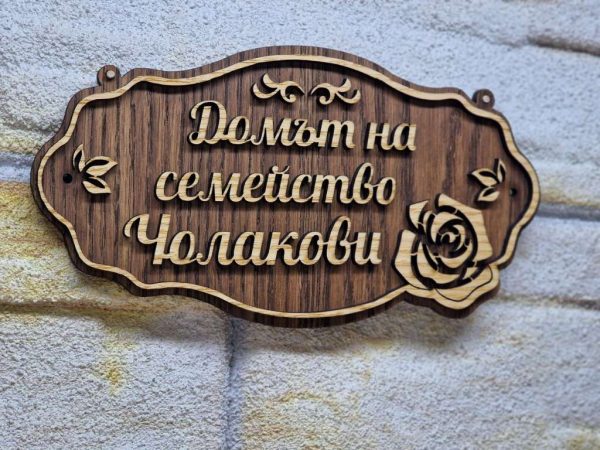 Домът на
семейство
Чолакови